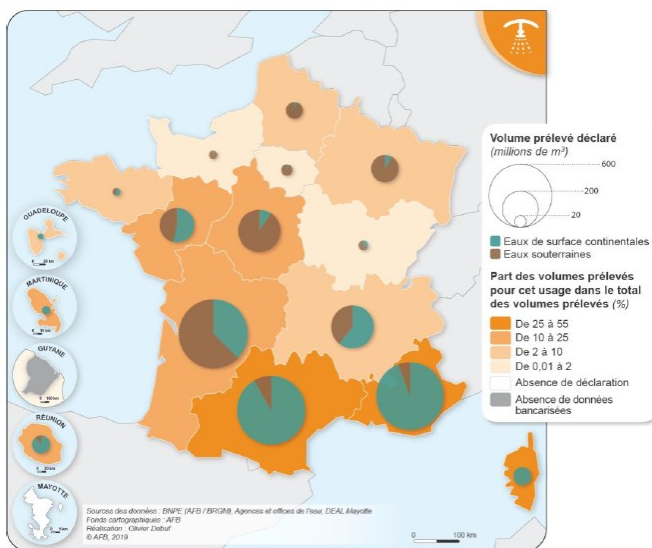 Volume prélevé déclaré
(millions de m³)
600
200
20
Eaux de surface continentales
Eaux souterraines
Part des volumes prélevés
pour cet usage dans le total
des volumes prélevés (%)
De 25 à 55
De 10 à 25
De 2 à 10
De 0,01 à 2
Absence de déclaration
Absence de données
bancarisées
GUADELOUPE
MARTINIQUE
GUYANE
RÉUNION
MAYOTTE
Sources des données : BNPE (AFB / BRGM), Agences et offices de l'eau, DEAL Mayotte
Fonds cartographiques : AFB
Réalisation : Olivier Debuf
© AFB, 2019
100 km